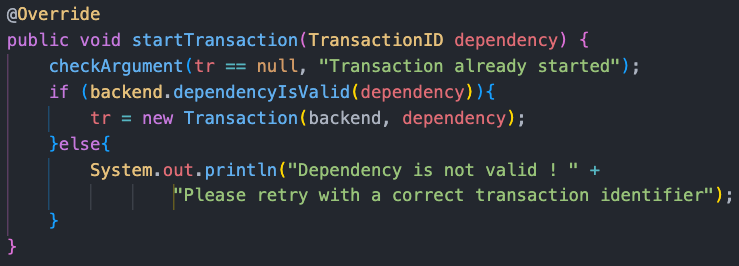 @Override
public void startTransaction(TransactionID dependency) {
    checkArgument(tr == null, "Transaction already started");
    if (backend.dependencyIsValid(dependency)){
        tr = new Transaction(backend, dependency);
    }else{
        System.out.println("Dependency is not valid ! " +
                "Please retry with a correct transaction identifier");
    }
}